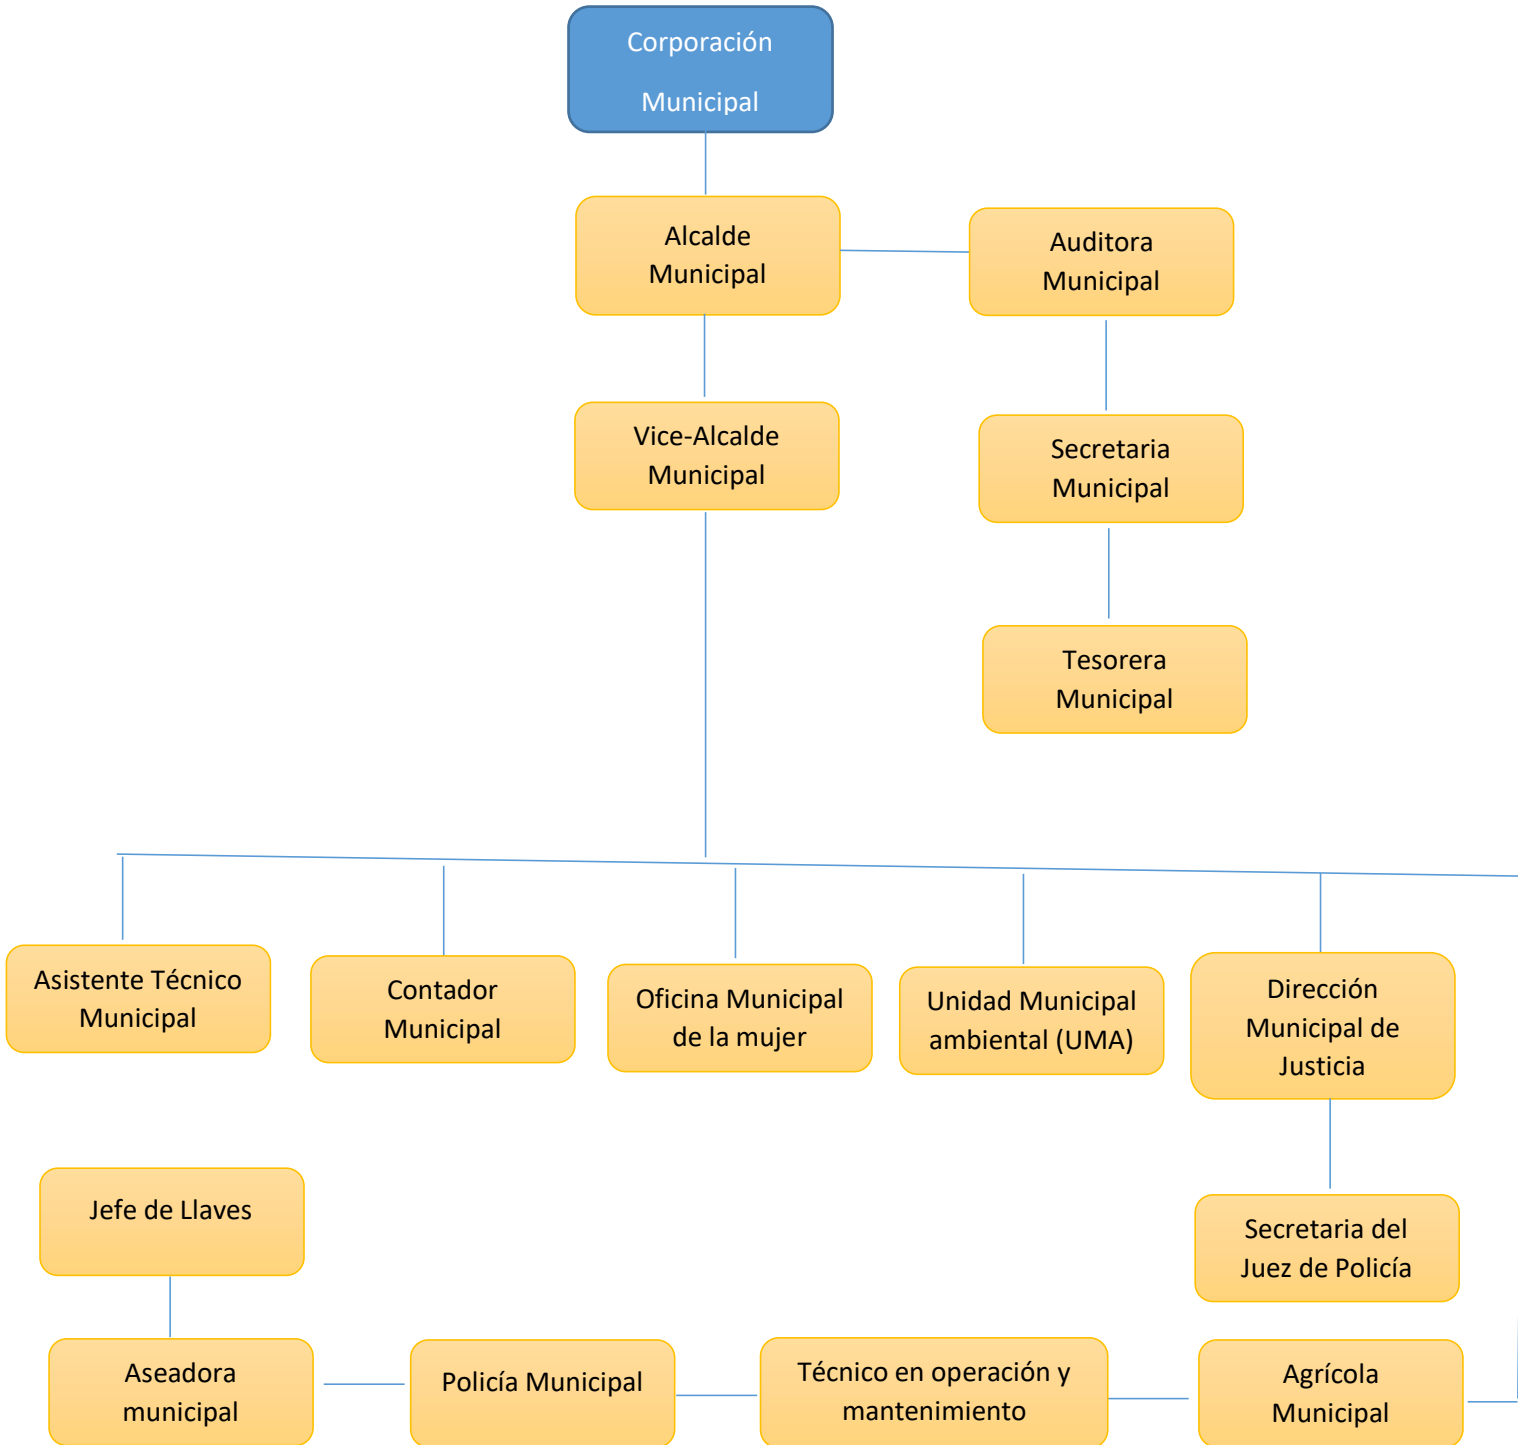 Corporación
Municipal
Alcalde
Municipal
Auditora
Municipal
Vice-Alcalde
Municipal
Secretaria
Municipal
Tesorera
Municipal
Asistente Técnico
Municipal
Contador
Municipal
Oficina Municipal
de la mujer
Unidad Municipal
ambiental (UMA)
Dirección
Municipal de
Justicia
Jefe de Llaves
Secretaria del
Juez de Policía
Aseadora
municipal
Policía Municipal
Técnico en operación y
mantenimiento
Agrícola
Municipal